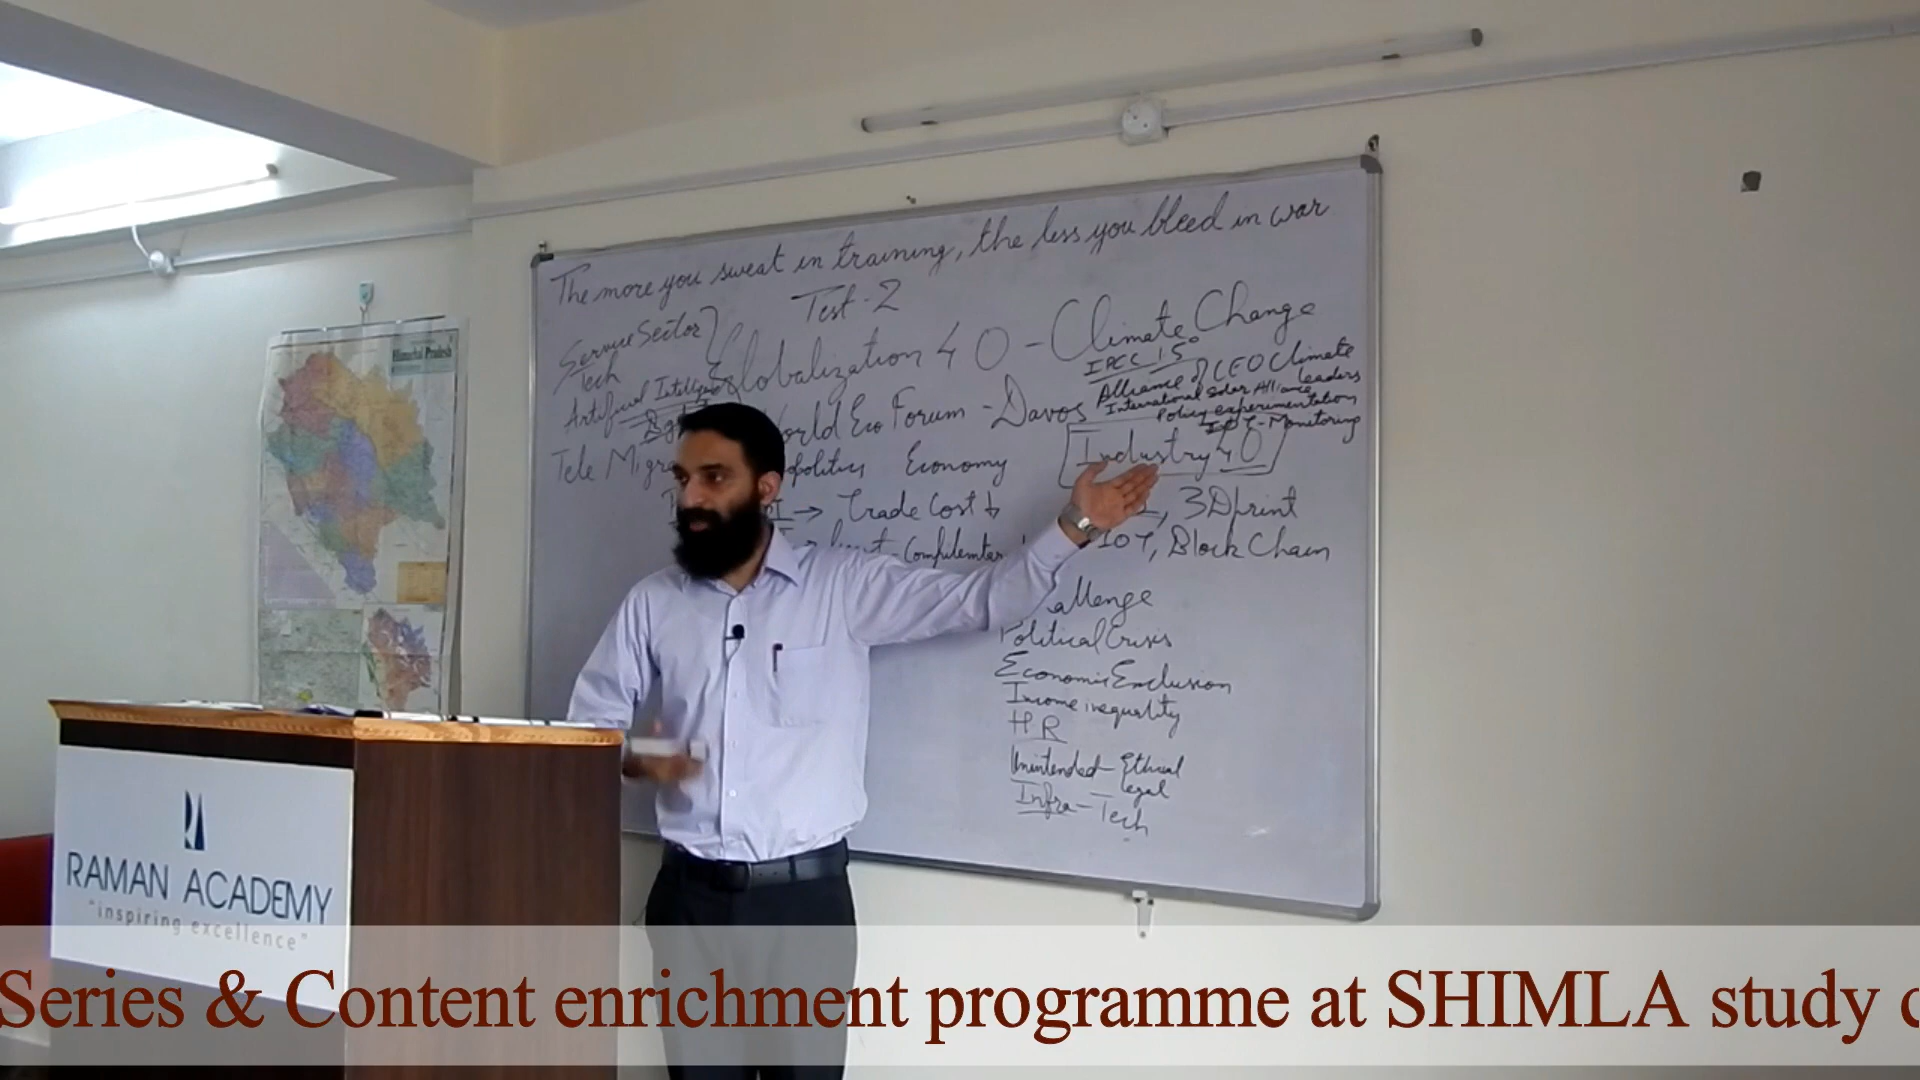 The more you sweat in training, the less you bleed in war
Test-2
Service Sector
Tech
Globalization 4 0 - Climate Change
IPCC 1.5°
Alliance of CEO Climate
leaders
International Solar Alliance
Policy experimentation
Monitoring
Artificial
World Eco Forum - Davos
Industry 4 0
Tele
Economy
→ Trade Cost
3D print
IOT, Block Chain
Political Crisis
Economic Exclusion
Income inequality
HR
Unintended - Ethical
legal
Infra - Tech
Himachal Pradesh
RAMAN ACADEMY
"inspiring excellence"
Series & Content enrichment programme at SHIMLA study